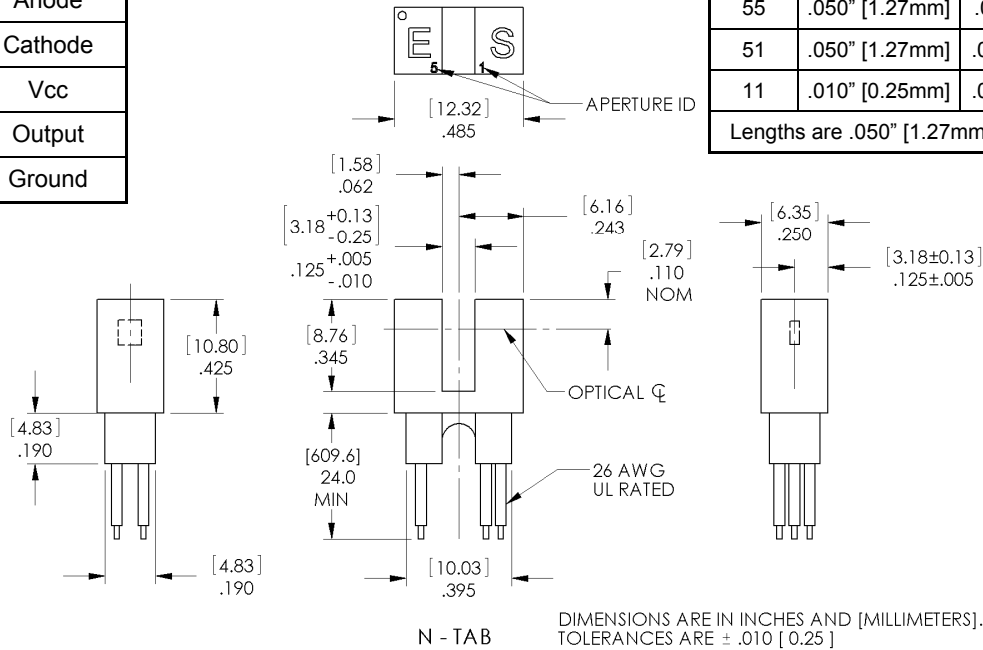 Anode
Cathode
Vcc
Output
Ground
E S
5 1
APERTURE ID
[12.32]
.485
55 .050" [1.27mm]
51 .050" [1.27mm]
11 .010" [0.25mm]
Lengths are .050" [1.27mm
[1.58]
.062
[3.18 +0.13 -0.25]
.125 +.005 -.010
[6.16]
.243
[2.79]
.110
NOM
[6.35]
.250
[3.18±0.13]
.125±.005
[10.80]
.425
[8.76]
.345
OPTICAL ℄
[4.83]
.190
[609.6]
24.0
MIN
26 AWG
UL RATED
[4.83]
.190
[10.03]
.395
N - TAB
DIMENSIONS ARE IN INCHES AND [MILLIMETERS].
TOLERANCES ARE ± .010 [ 0.25 ]